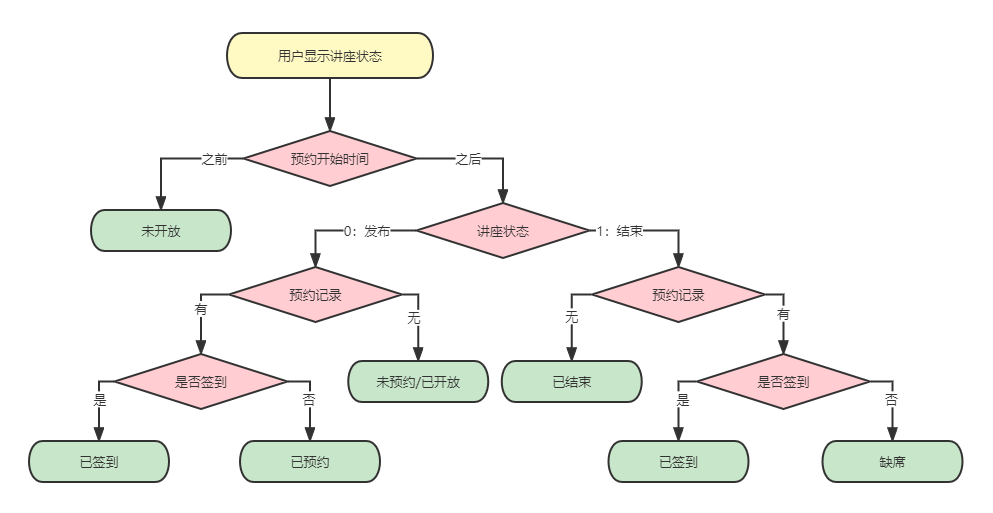 用户显示讲座状态
预约开始时间
之前
之后
未开放
讲座状态
0：发布
1：结束
预约记录
预约记录
有
无
无
有
是否签到
未预约/已开放
已结束
是否签到
是
否
是
否
已签到
已预约
已签到
缺席